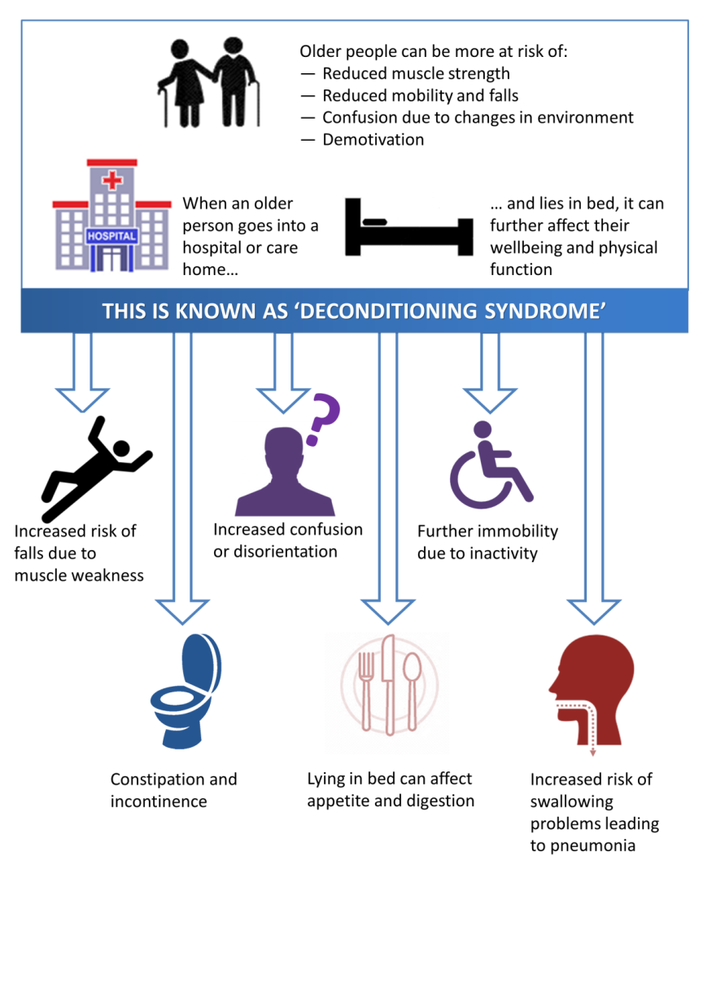 Older people can be more at risk of:
— Reduced muscle strength
— Reduced mobility and falls
— Confusion due to changes in environment
— Demotivation
HOSPITAL
When an older
person goes into a
hospital or care
home…
… and lies in bed, it can
further affect their
wellbeing and physical
function
THIS IS KNOWN AS ‘DECONDITIONING SYNDROME’
?
Increased risk of
falls due to
muscle weakness
Increased confusion
or disorientation
Further immobility
due to inactivity
Constipation and
incontinence
Lying in bed can affect
appetite and digestion
Increased risk of
swallowing
problems leading
to pneumonia